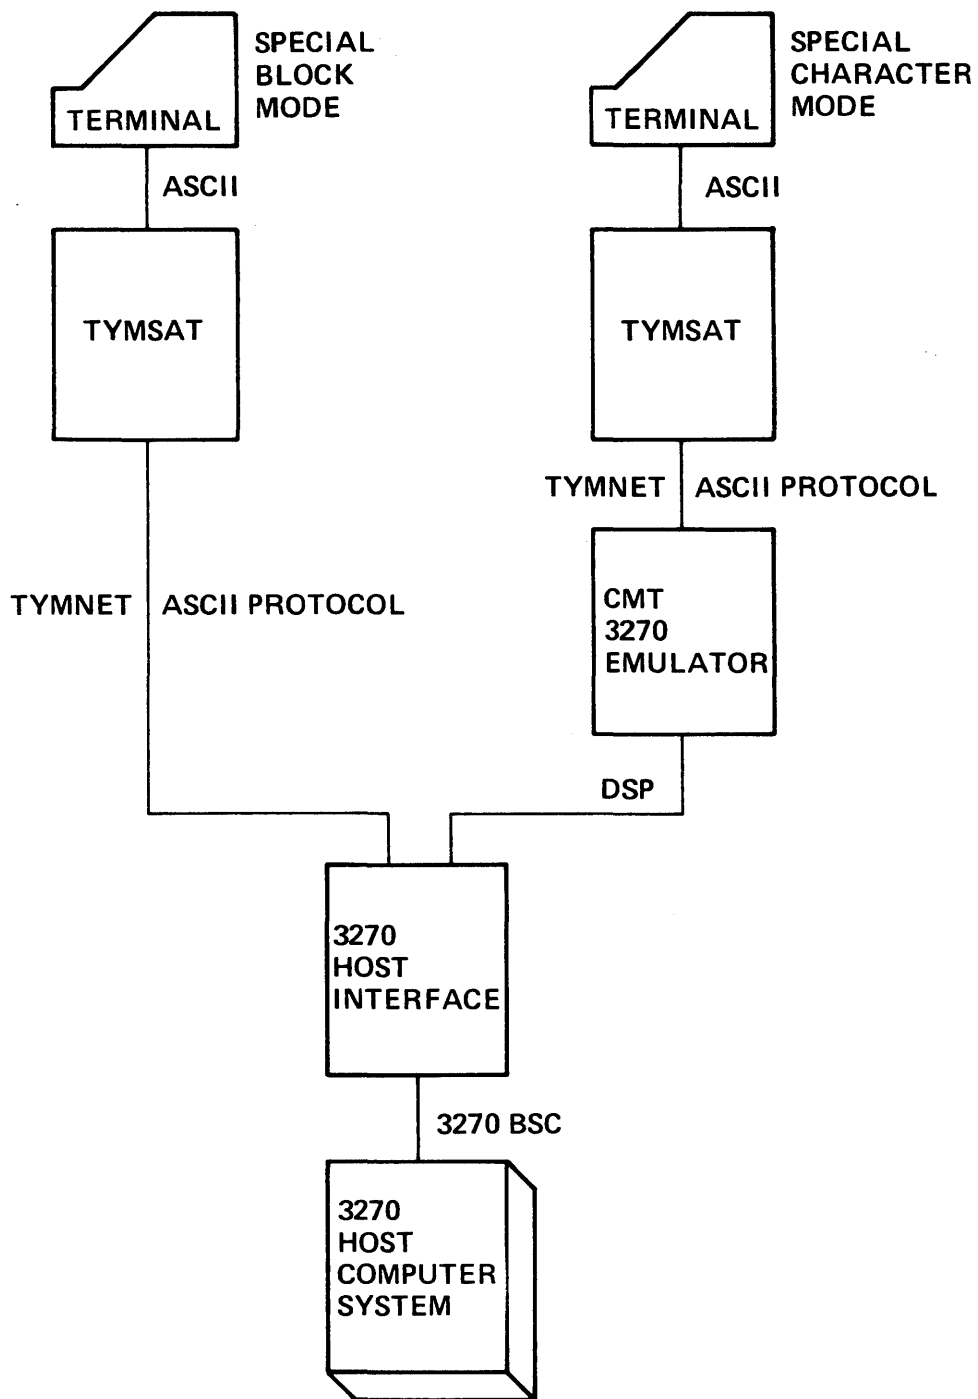 SPECIAL
BLOCK
MODE
TERMINAL
SPECIAL
CHARACTER
MODE
TERMINAL
ASCII
ASCII
TYMSAT
TYMSAT
TYMNET ASCII PROTOCOL
TYMNET ASCII PROTOCOL
CMT
3270
EMULATOR
DSP
3270
HOST
INTERFACE
3270 BSC
3270
HOST
COMPUTER
SYSTEM